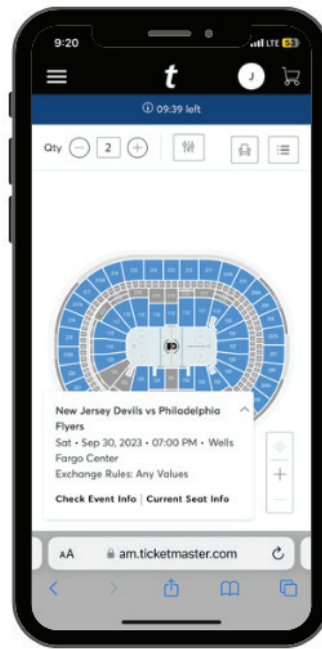 9:20
LTE 53
t
J
09:39 left
Qty
2
New Jersey Devils vs Philadelphia
Flyers
Sat • Sep 30, 2023 • 07:00 PM • Wells
Fargo Center
Exchange Rules: Any Values
Check Event Info | Current Seat Info
AA
am.ticketmaster.com